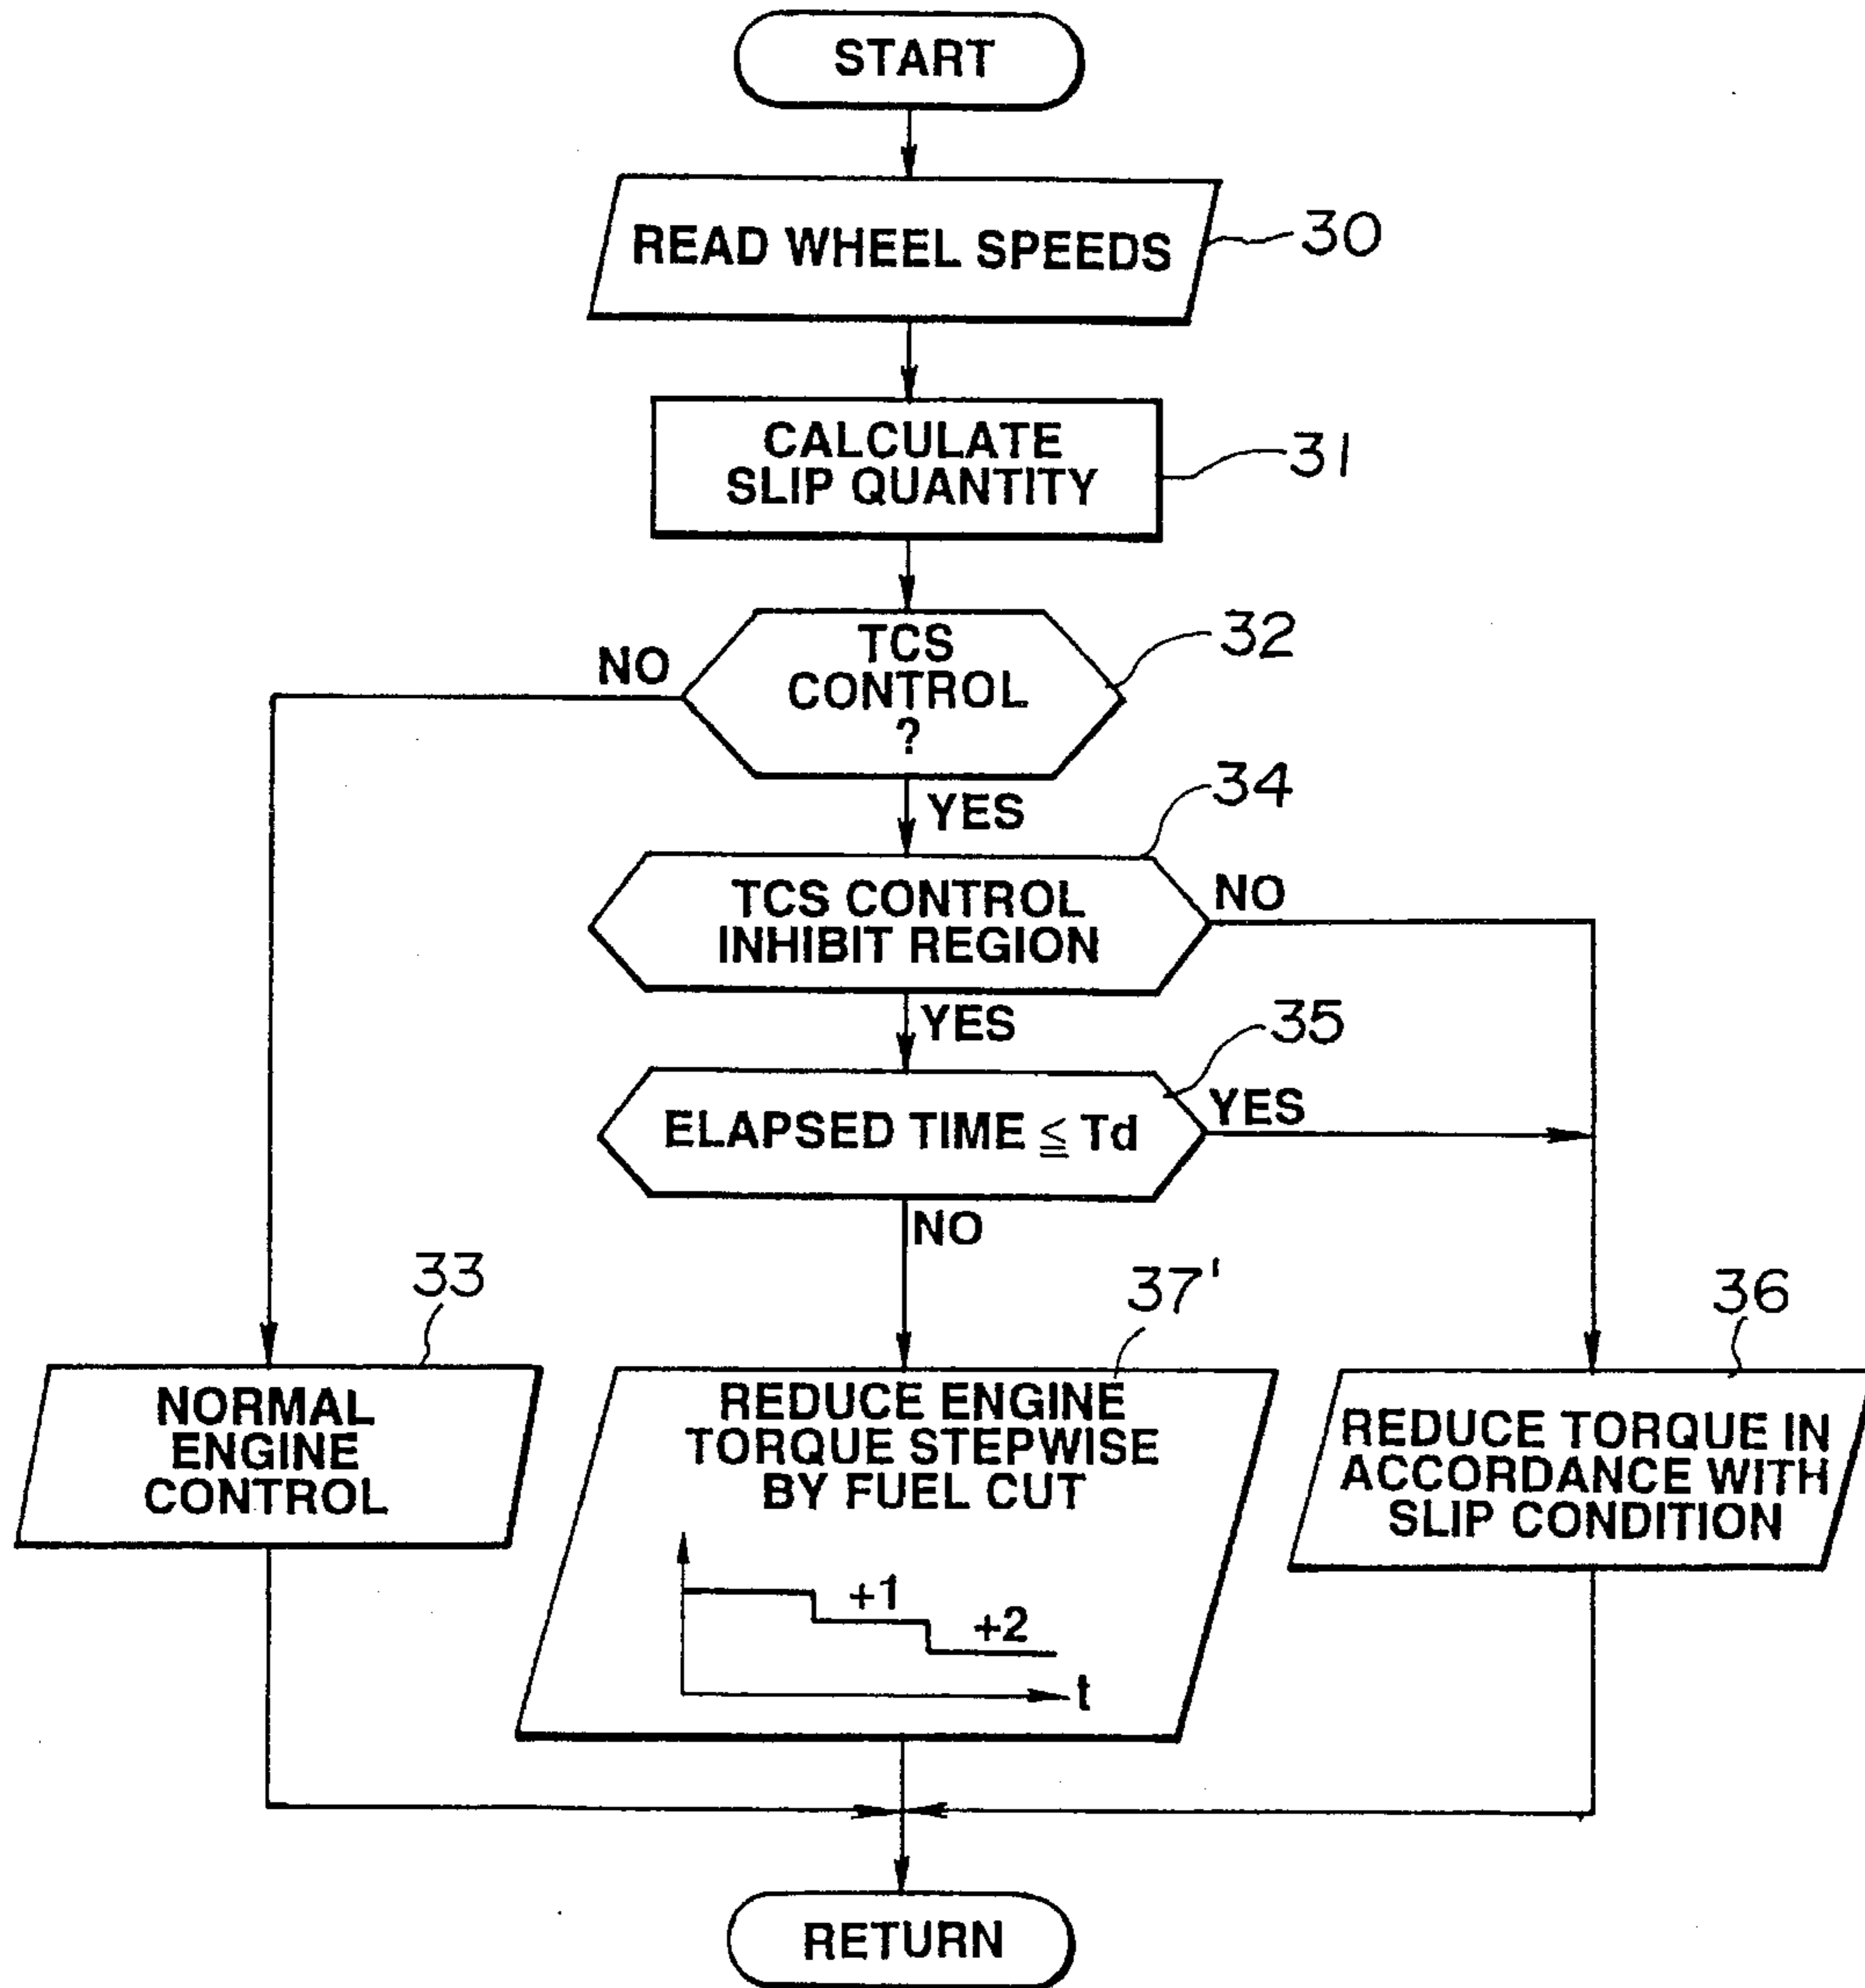 START
READ WHEEL SPEEDS
30
CALCULATE
SLIP QUANTITY
31
TCS
CONTROL
?
32
NO
YES
34
TCS CONTROL
INHIBIT REGION
NO
YES
35
ELAPSED TIME ≦ Td
YES
NO
33
NORMAL
ENGINE
CONTROL
37'
REDUCE ENGINE
TORQUE STEPWISE
BY FUEL CUT
+1
+2
t
36
REDUCE TORQUE IN
ACCORDANCE WITH
SLIP CONDITION
RETURN